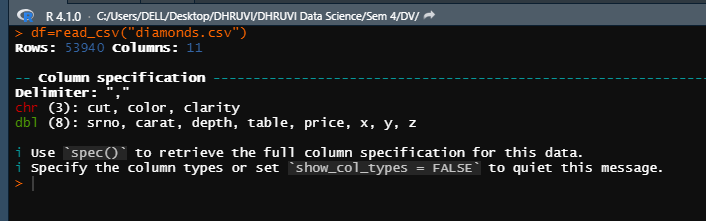 R 4.1.0 · C:/Users/DELL/Desktop/DHRUVI/DHRUVI Data Science/Sem 4/DV/
> df=read_csv("diamonds.csv")
Rows: 53940 Columns: 11
-- Column specification --------------------------------------------------------
Delimiter: ","
chr (3): cut, color, clarity
dbl (8): srno, carat, depth, table, price, x, y, z
i Use `spec()` to retrieve the full column specification for this data.
i Specify the column types or set `show_col_types = FALSE` to quiet this message.
>